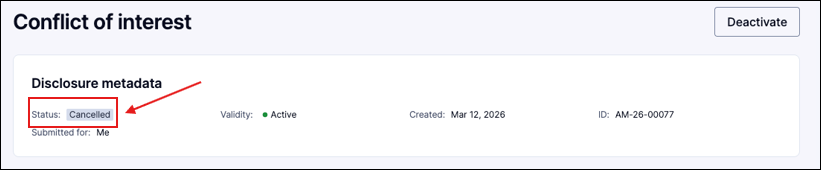 Conflict of interest
Deactivate
Disclosure metadata
Status: Cancelled Validity: Active Created: Mar 12, 2026 ID: AM-26-00077
Submitted for: Me